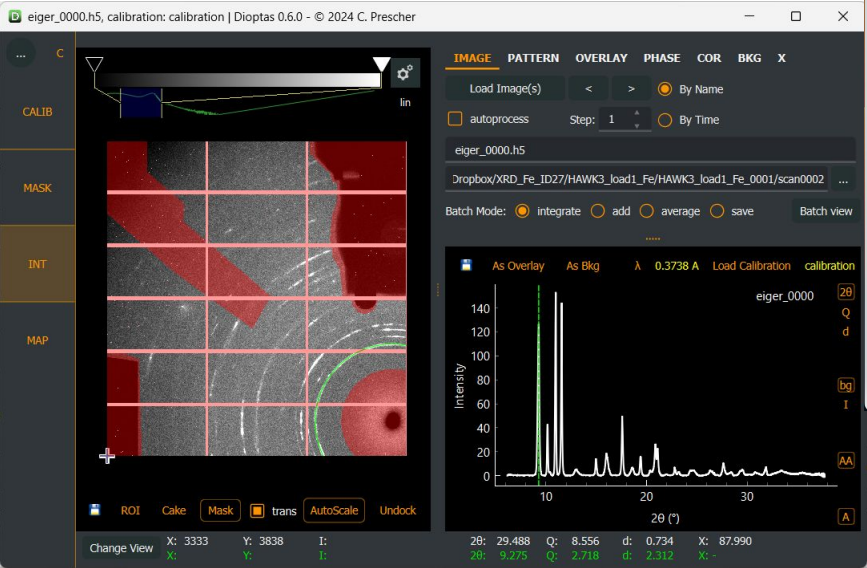 eiger_0000.h5, calibration: calibration | Dioptas 0.6.0 - © 2024 C. Prescher
... C
CALIB
MASK
INT
MAP
lin
ROI Cake Mask trans AutoScale Undock
IMAGE PATTERN OVERLAY PHASE COR BKG X
Load Image(s) < > By Name
autoprocess Step: 1 By Time
eiger_0000.h5
Dropbox/XRD_Fe_ID27/HAWK3_load1_Fe/HAWK3_load1_Fe_0001/scan0002 ...
Batch Mode: integrate add average save Batch view
As Overlay As Bkg λ 0.3738 A Load Calibration calibration
eiger_0000
2θ
Q
d
bg
I
AA
A
Intensity
140
120
100
80
60
40
20
0
10 20 30
2θ (°)
Change View
X: 3333 Y: 3838 I:
X: Y: I:
2θ: 29.488 Q: 8.556 d: 0.734 X: 87.990
2θ: 9.275 Q: 2.718 d: 2.312 X: -